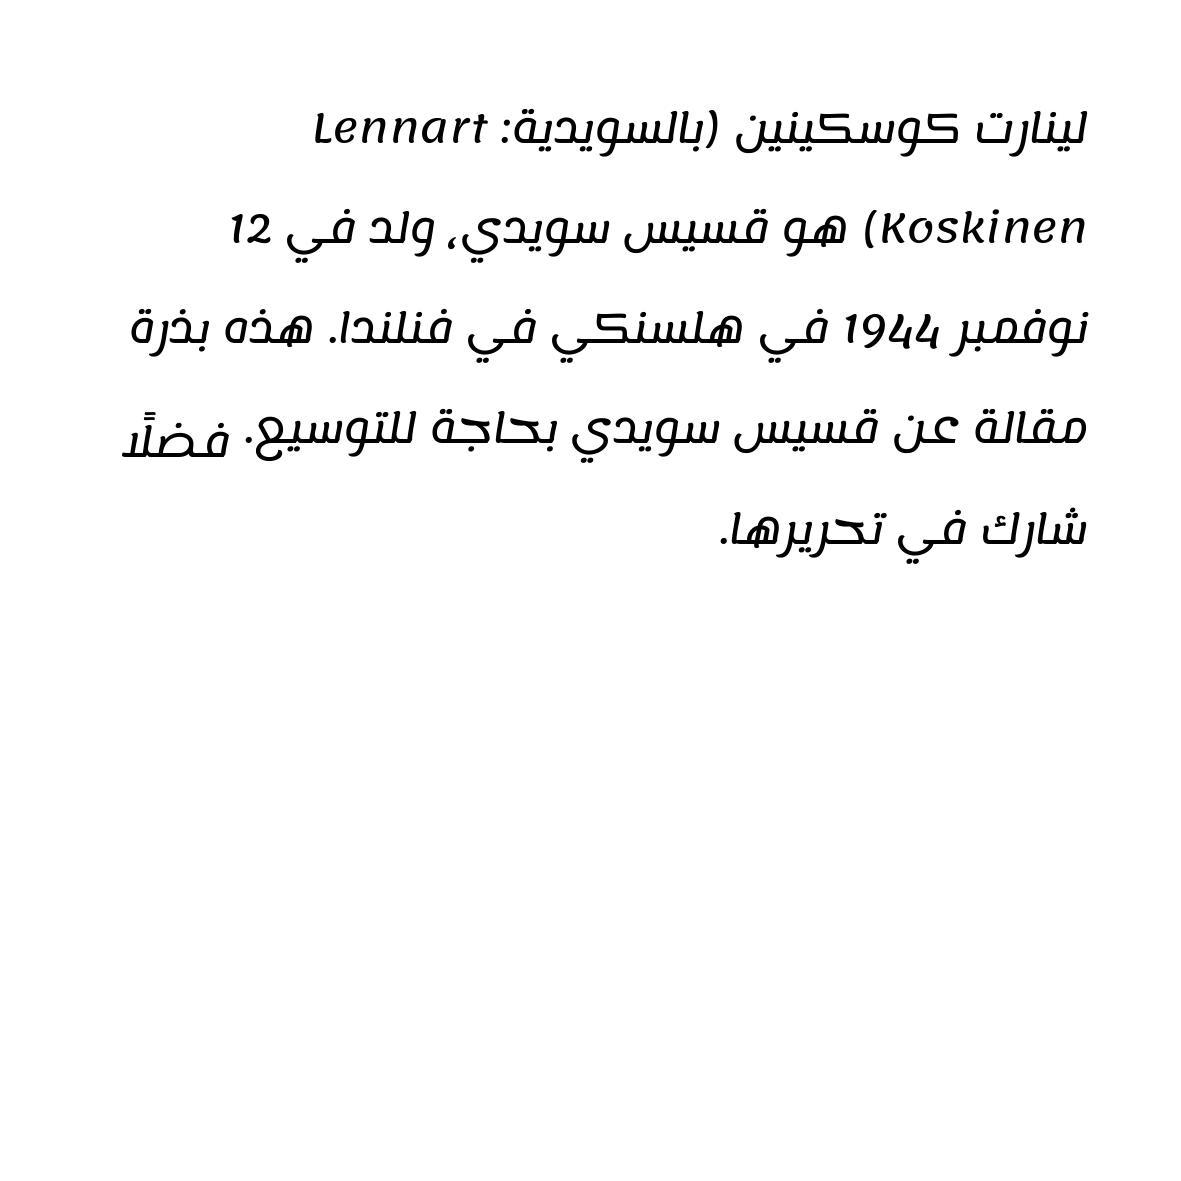 لينارت كوسكينين (بالسويدية: Lennart
Koskinen) هو قسيس سويدي، ولد في 12
نوفمبر 1944 في هلسنكي في فنلندا. هذه بذرة
مقالة عن قسيس سويدي بحاجة للتوسيع. فضلًا
شارك في تحريرها.